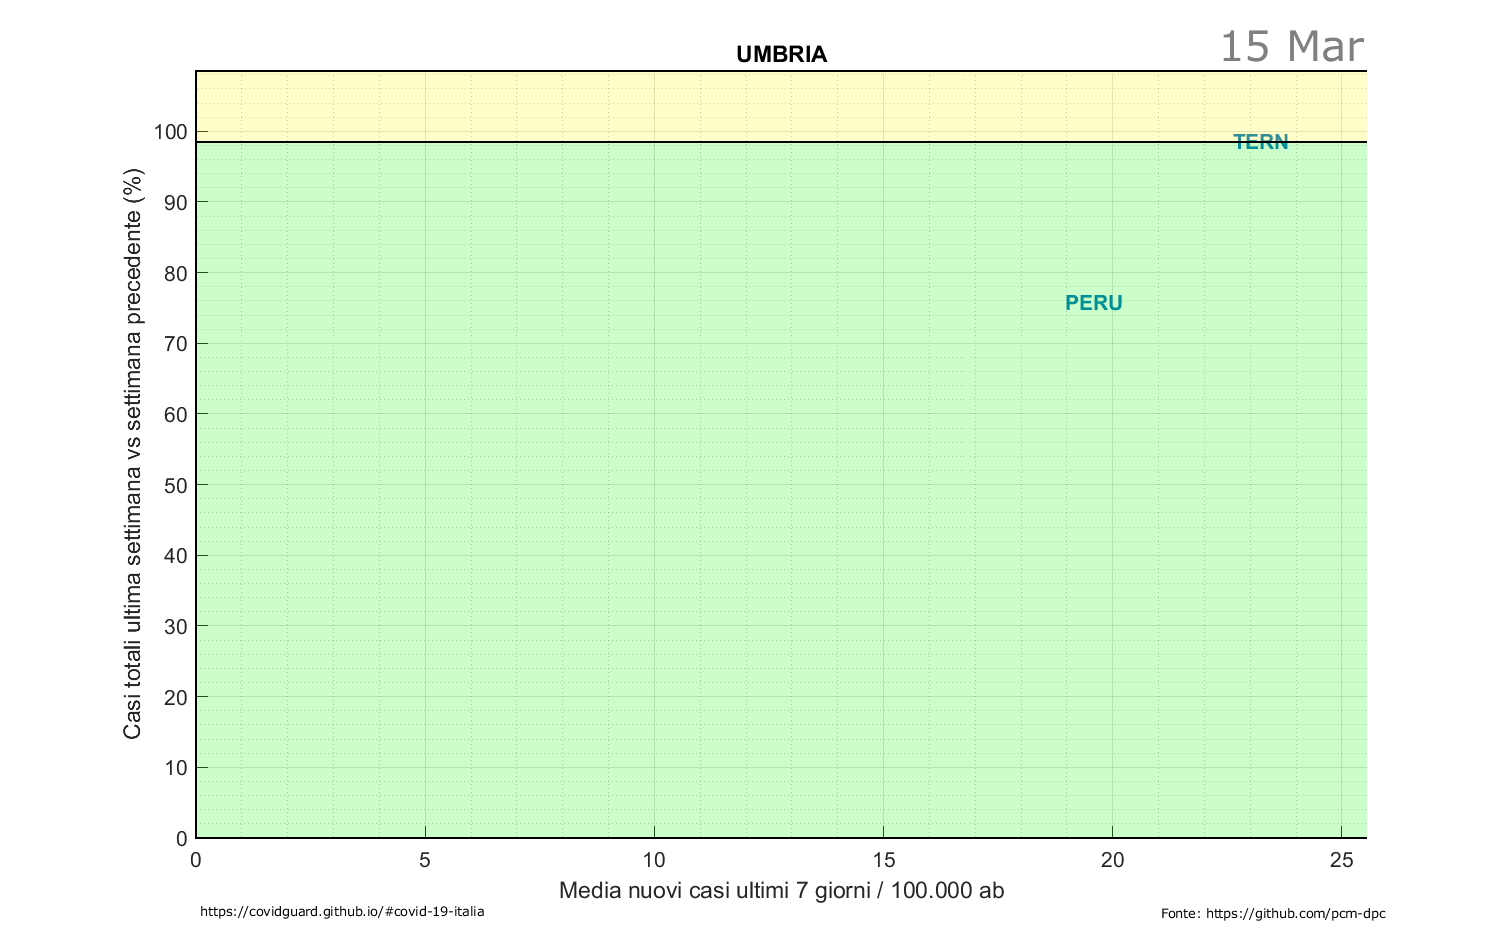 15 Mar
UMBRIA
Casi totali ultima settimana vs settimana precedente (%)
100
90
80
70
60
50
40
30
20
10
0
TERN
PERU
0 5 10 15 20 25
Media nuovi casi ultimi 7 giorni / 100.000 ab
https://covidguard.github.io/#covid-19-italia
Fonte: https://github.com/pcm-dpc